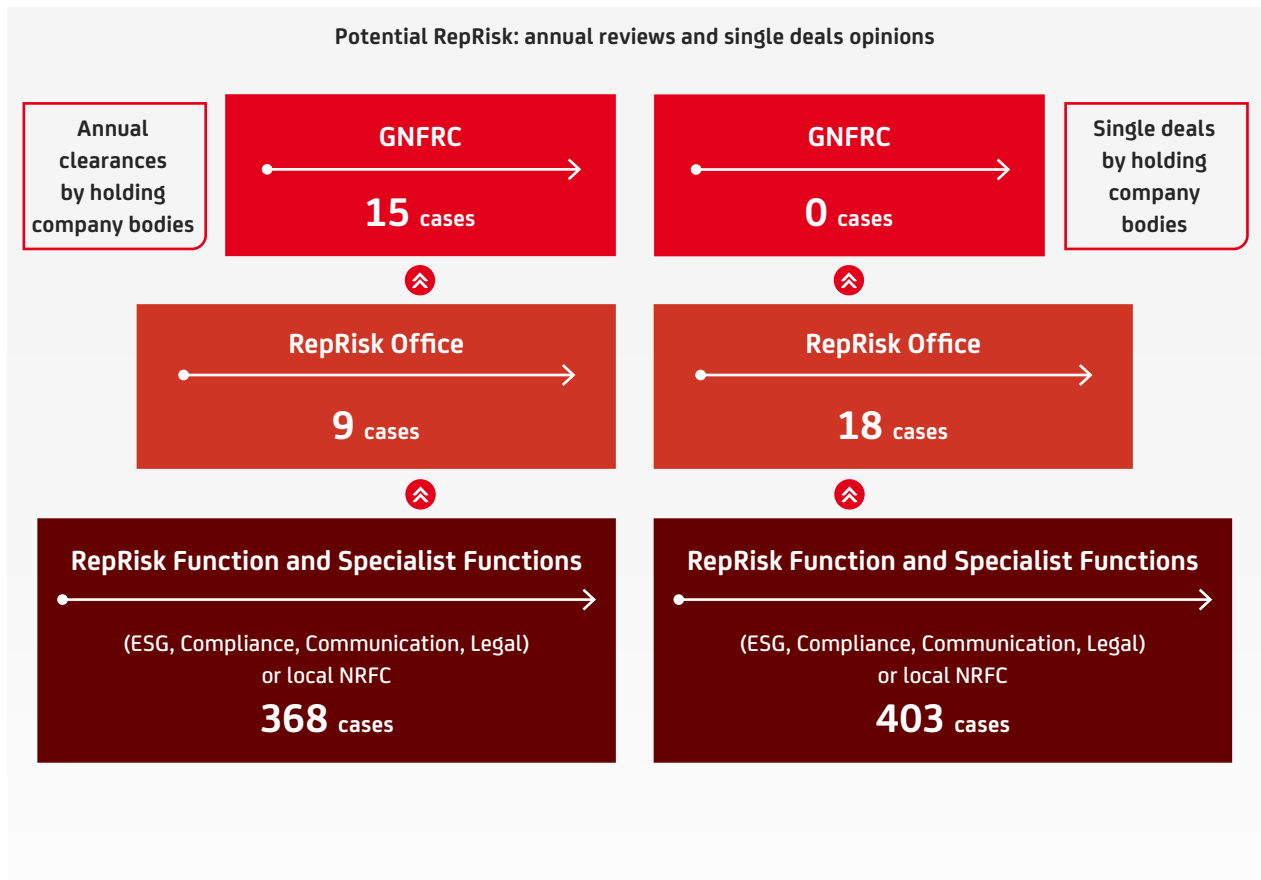 Potential RepRisk: annual reviews and single deals opinions
Annual
clearances
by holding
company bodies
GNFRC
15 cases
GNFRC
0 cases
Single deals
by holding
company
bodies
RepRisk Office
9 cases
RepRisk Office
18 cases
RepRisk Function and Specialist Functions
(ESG, Compliance, Communication, Legal)
or local NRFC
368 cases
RepRisk Function and Specialist Functions
(ESG, Compliance, Communication, Legal)
or local NRFC
403 cases